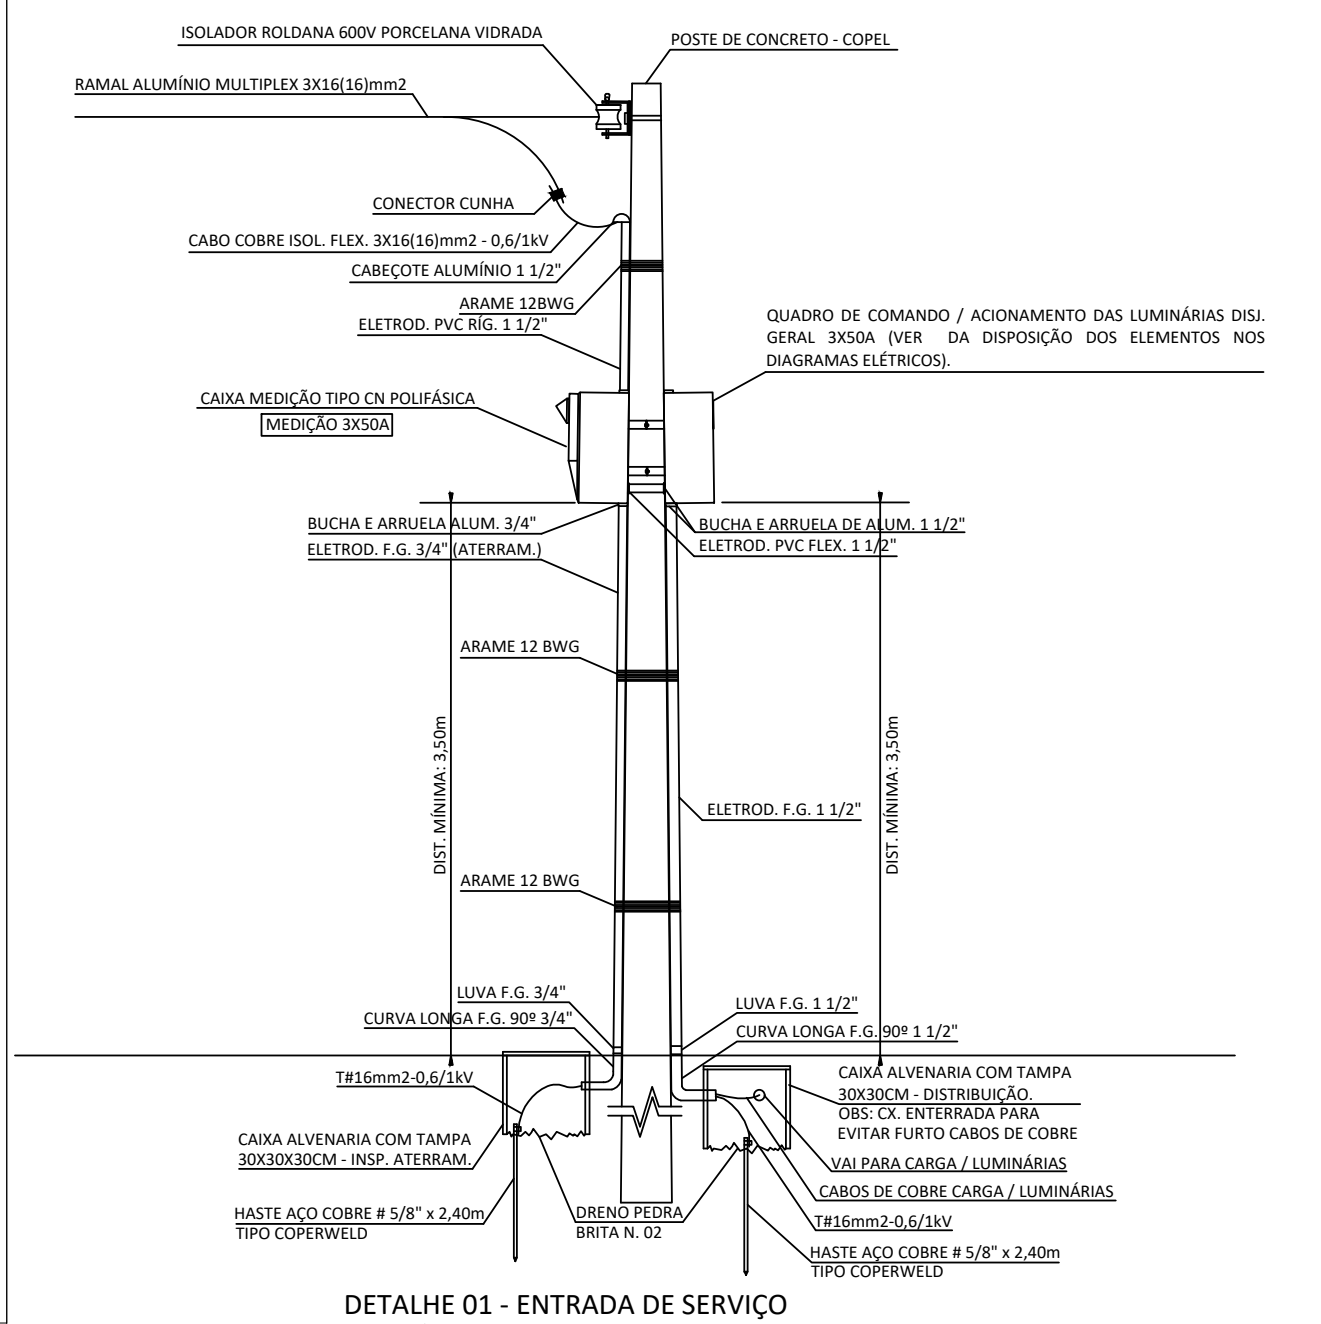 ISOLADOR ROLDANA 600V PORCELANA VIDRADA
POSTE DE CONCRETO - COPEL
RAMAL ALUMÍNIO MULTIPLEX 3X16(16)mm2
CONECTOR CUNHA
CABO COBRE ISOL. FLEX. 3X16(16)mm2 - 0,6/1kV
CABEÇOTE ALUMÍNIO 1 1/2"
ARAME 12BWG
ELETROD. PVC RÍG. 1 1/2"
QUADRO DE COMANDO / ACIONAMENTO DAS LUMINÁRIAS DISJ.
GERAL 3X50A (VER DA DISPOSIÇÃO DOS ELEMENTOS NOS
DIAGRAMAS ELÉTRICOS).
CAIXA MEDIÇÃO TIPO CN POLIFÁSICA
MEDIÇÃO 3X50A
BUCHA E ARRUELA ALUM. 3/4"
BUCHA E ARRUELA DE ALUM. 1 1/2"
ELETROD. F.G. 3/4" (ATERRAM.)
ELETROD. PVC FLEX. 1 1/2"
ARAME 12 BWG
DIST. MÍNIMA: 3,50m
DIST. MÍNIMA: 3,50m
ELETROD. F.G. 1 1/2"
ARAME 12 BWG
LUVA F.G. 3/4"
LUVA F.G. 1 1/2"
CURVA LONGA F.G. 90º 3/4"
CURVA LONGA F.G. 90º 1 1/2"
T#16mm2-0,6/1kV
CAIXA ALVENARIA COM TAMPA
30X30CM - DISTRIBUIÇÃO.
OBS: CX. ENTERRADA PARA
EVITAR FURTO CABOS DE COBRE
CAIXA ALVENARIA COM TAMPA
30X30X30CM - INSP. ATERRAM.
VAI PARA CARGA / LUMINÁRIAS
CABOS DE COBRE CARGA / LUMINÁRIAS
HASTE AÇO COBRE # 5/8" x 2,40m
TIPO COPERWELD
DRENO PEDRA
BRITA N. 02
T#16mm2-0,6/1kV
HASTE AÇO COBRE # 5/8" x 2,40m
TIPO COPERWELD
DETALHE 01 - ENTRADA DE SERVIÇO